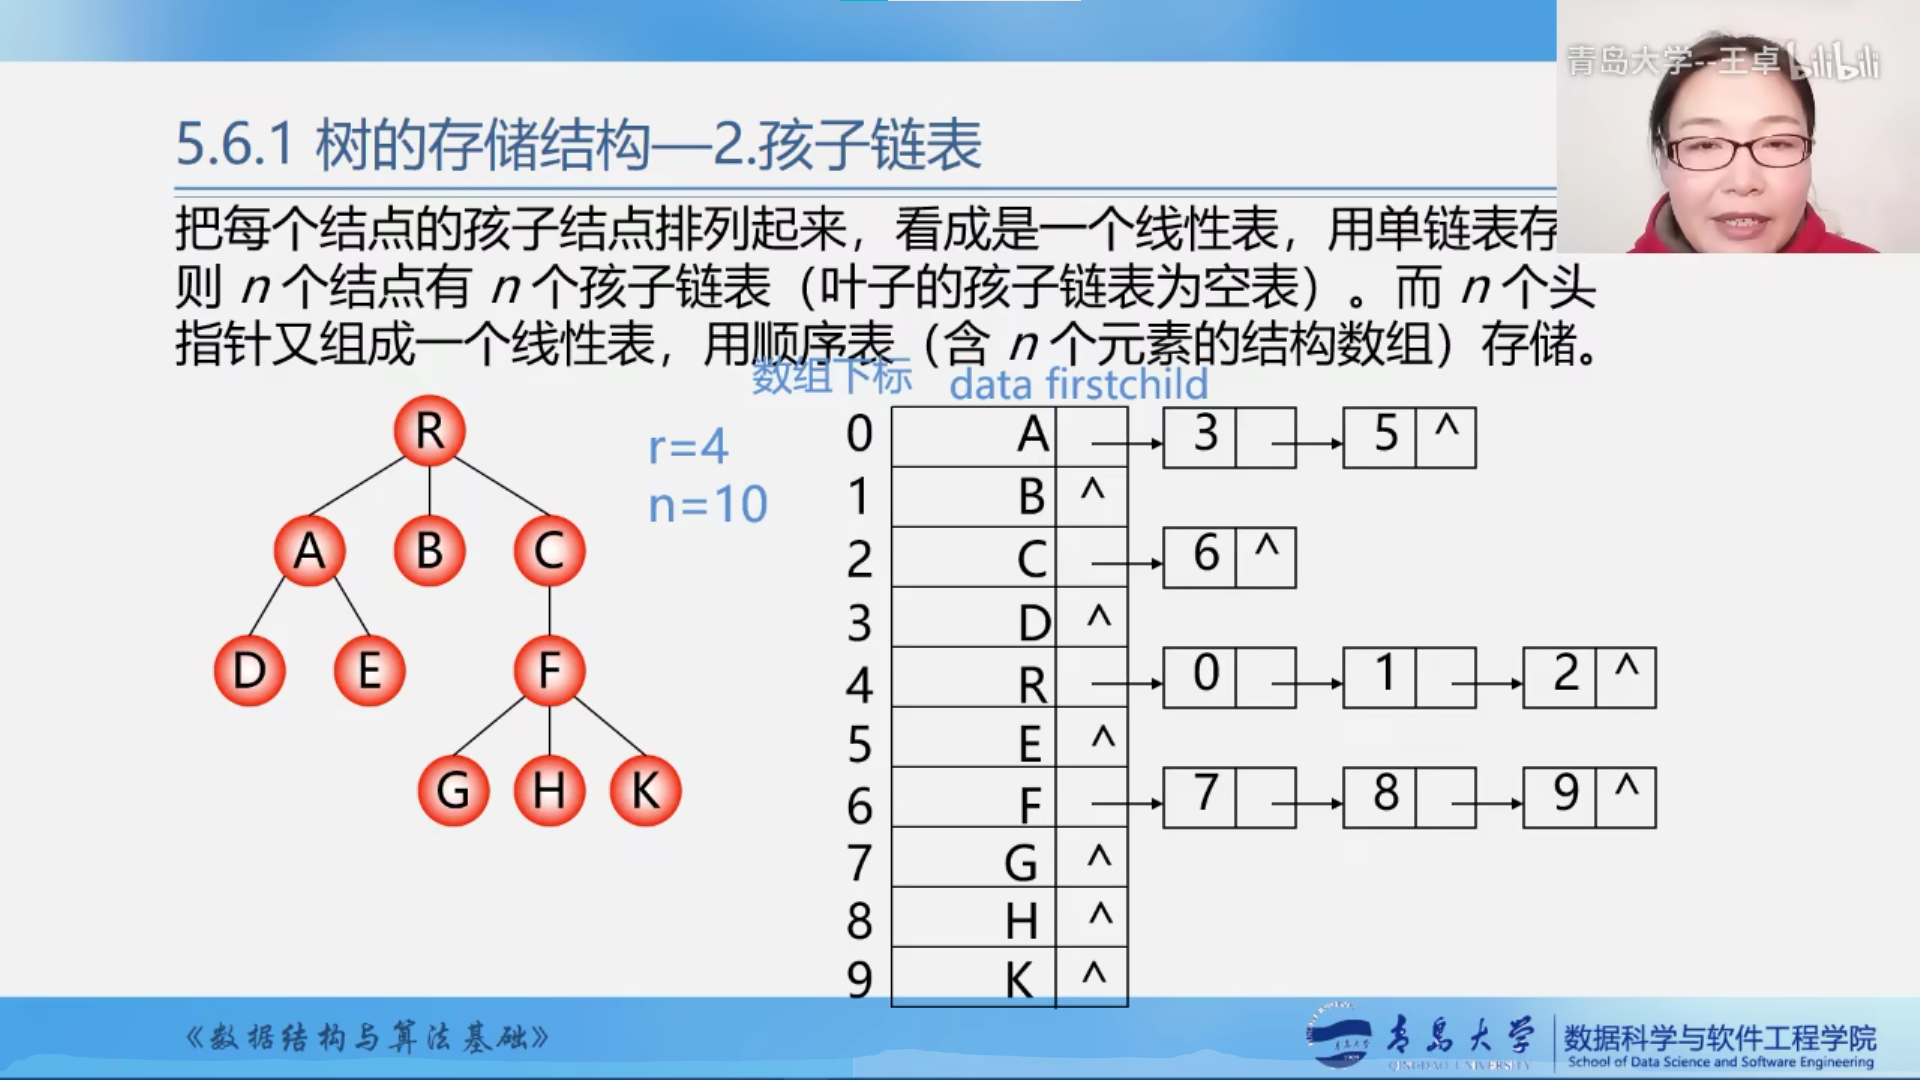 青岛大学--王卓 bilibili
5.6.1 树的存储结构—2.孩子链表
把每个结点的孩子结点排列起来，看成是一个线性表，用单链表存
则 n 个结点有 n 个孩子链表（叶子的孩子链表为空表）。而 n 个头
指针又组成一个线性表，用顺序表（含 n 个元素的结构数组）存储。
数组下标 data firstchild
R
A B C
D E F
G H K
r=4
n=10
0 A 3 5 ^
1 B ^
2 C 6 ^
3 D ^
4 R 0 1 2 ^
5 E ^
6 F 7 8 9 ^
7 G ^
8 H ^
9 K ^
《数据结构与算法基础》
青岛大学
QINGDAO UNIVERSITY
数据科学与软件工程学院
School of Data Science and Software Engineering